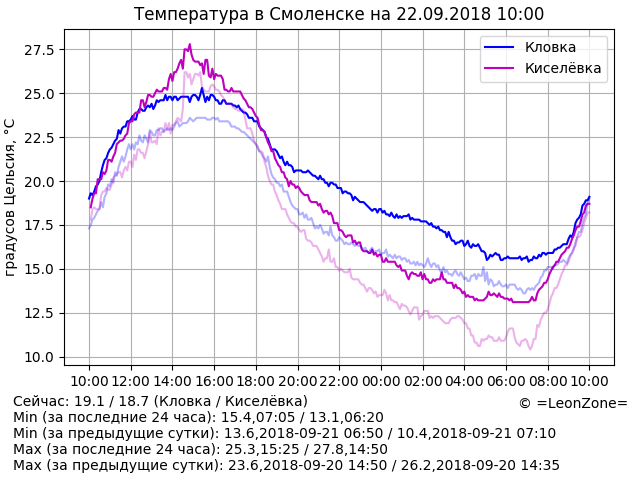 Температура в Смоленске на 22.09.2018 10:00
градусов Цельсия, °C
27.5
25.0
22.5
20.0
17.5
15.0
12.5
10.0
Кловка
Киселёвка
10:00 12:00 14:00 16:00 18:00 20:00 22:00 00:00 02:00 04:00 06:00 08:00 10:00
Сейчас: 19.1 / 18.7 (Кловка / Киселёвка)
© =LeonZone=
Min (за последние 24 часа): 15.4,07:05 / 13.1,06:20
Min (за предыдущие сутки): 13.6,2018-09-21 06:50 / 10.4,2018-09-21 07:10
Max (за последние 24 часа): 25.3,15:25 / 27.8,14:50
Max (за предыдущие сутки): 23.6,2018-09-20 14:50 / 26.2,2018-09-20 14:35